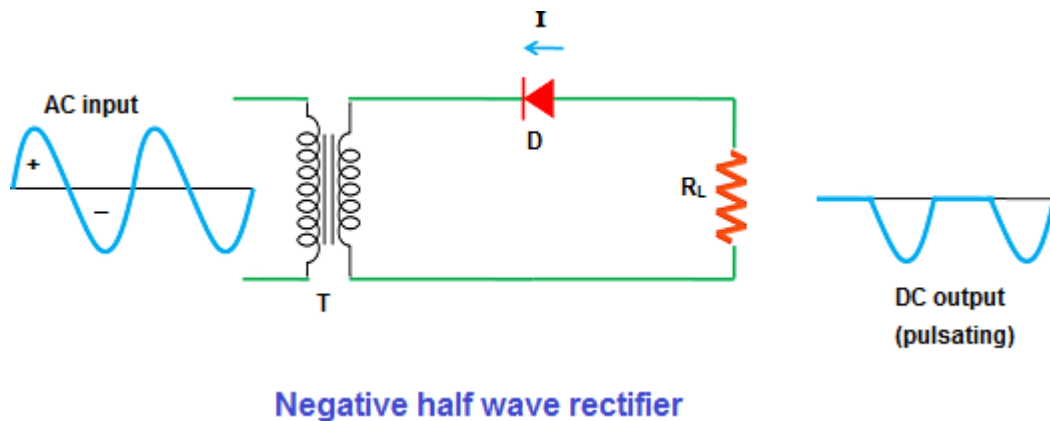 I
AC input
+
–
D
RL
T
DC output
(pulsating)
Negative half wave rectifier